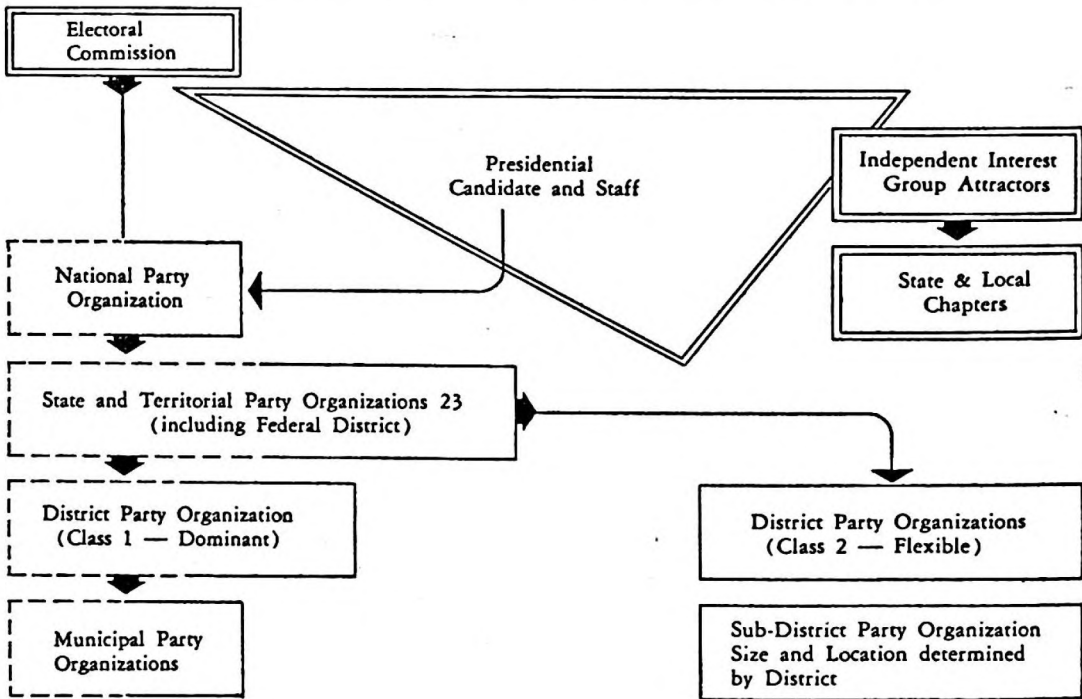 Electoral
Commission
Presidential
Candidate and Staff
Independent Interest
Group Attractors
National Party
Organization
State & Local
Chapters
State and Territorial Party Organizations 23
(including Federal District)
District Party Organization
(Class 1 — Dominant)
District Party Organizations
(Class 2 — Flexible)
Municipal Party
Organizations
Sub-District Party Organization
Size and Location determined
by District